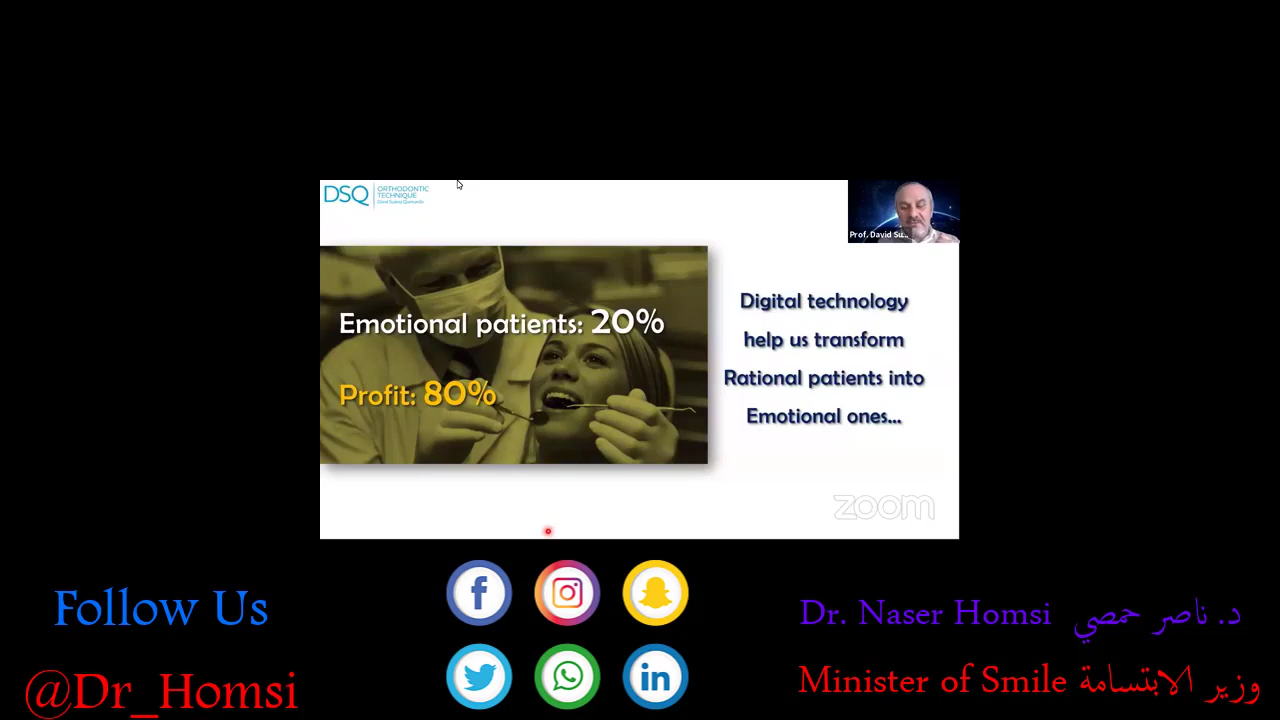 DSQ
ORTHODONTIC
TECHNIQUE
Prof. David Su...
Emotional patients: 20%
Profit: 80%
Digital technology
help us transform
Rational patients into
Emotional ones...
zoom
Follow Us
@Dr_Homsi
Dr. Naser Homsi د. ناصر حمصي
Minister of Smile وزير الابتسامة